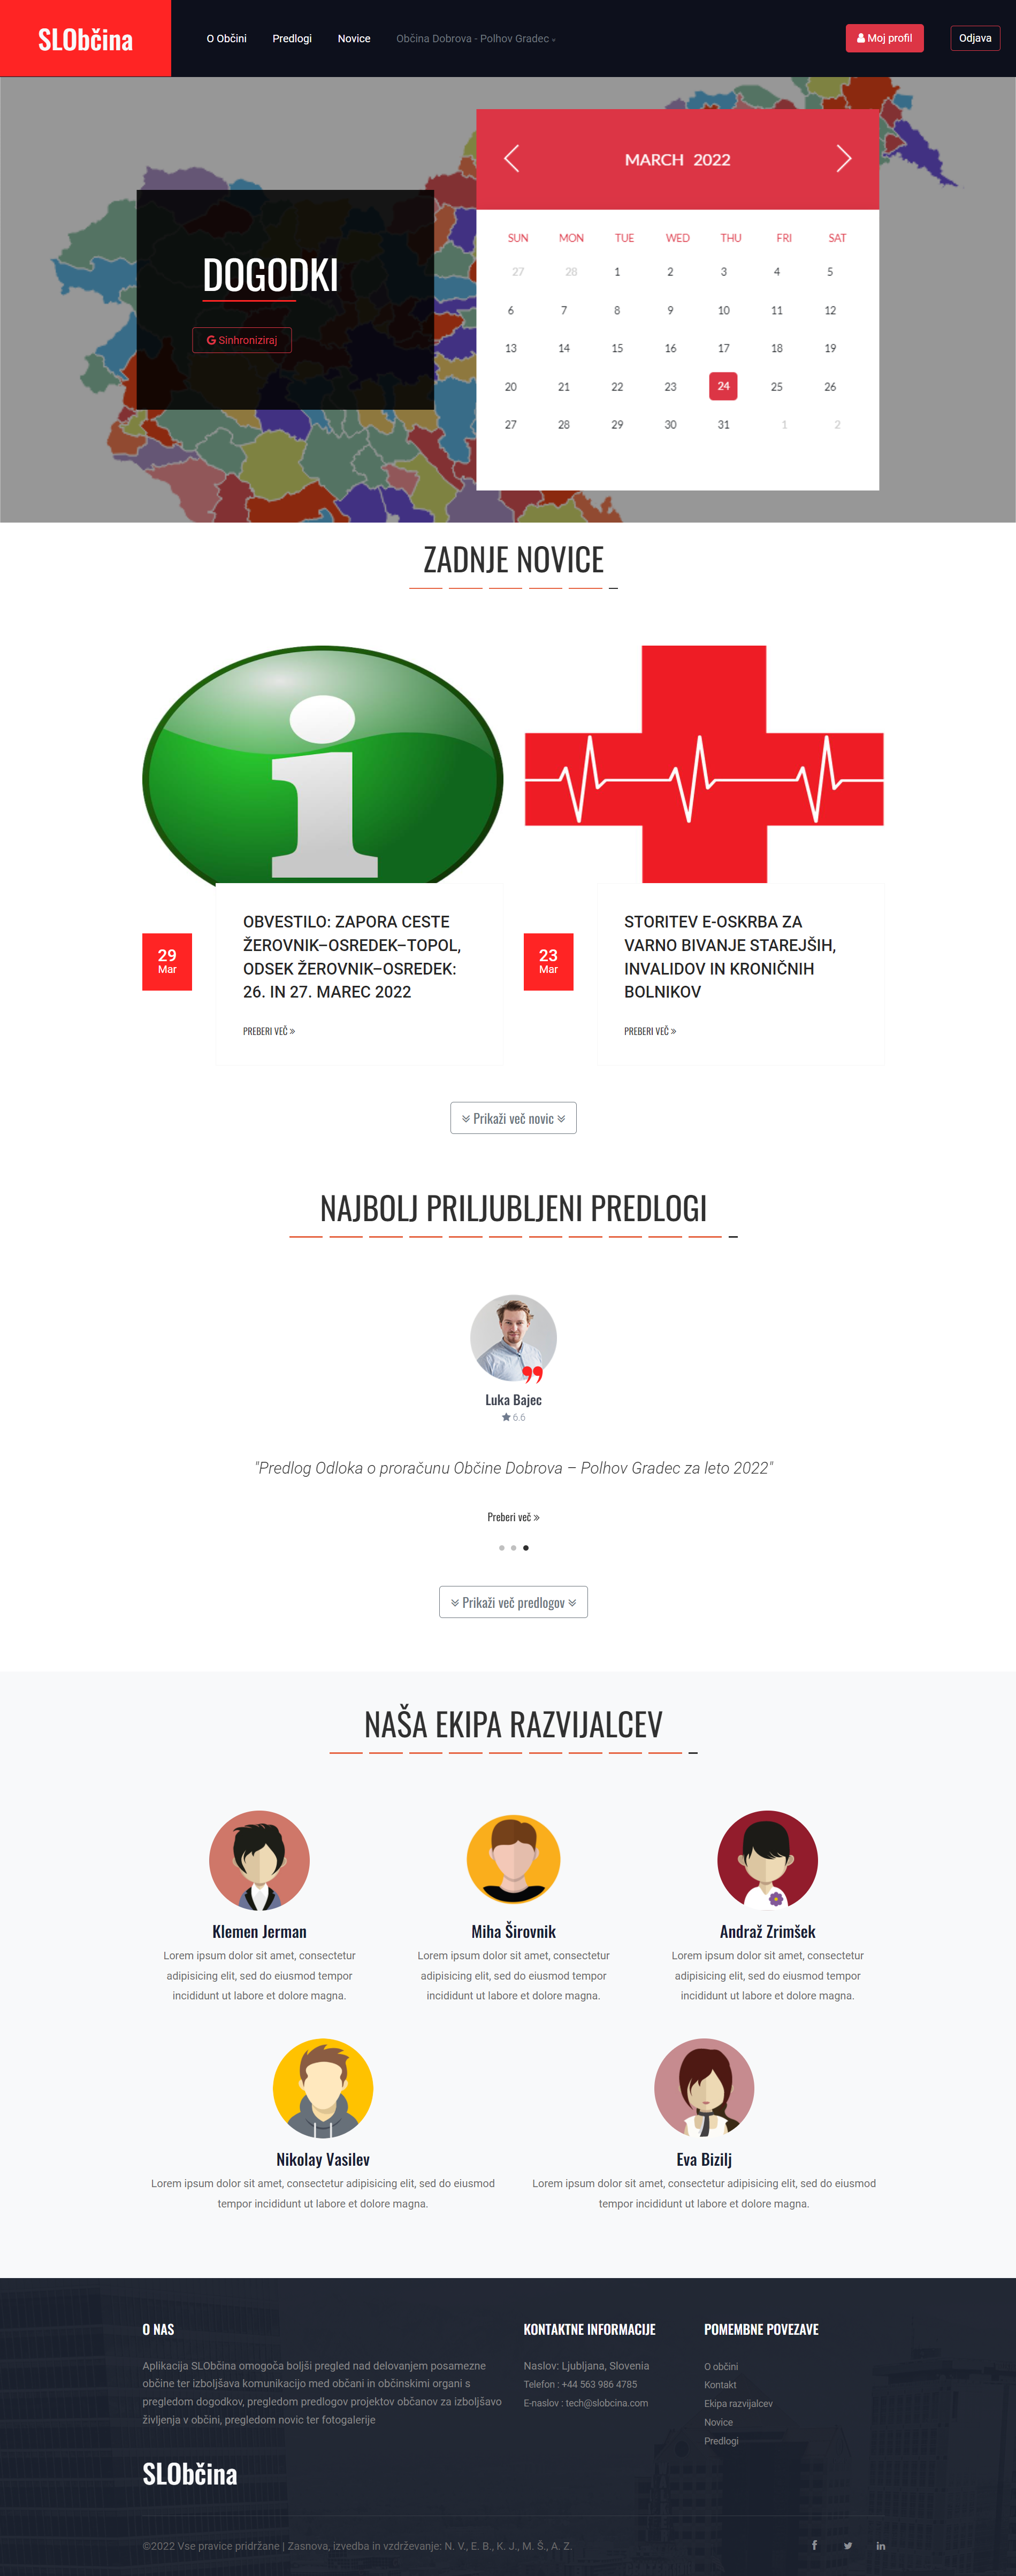 SLObčina
O Občini
Predlogi
Novice
Občina Dobrova - Polhov Gradec
Moj profil
Odjava
DOGODKI
Sinhroniziraj
MARCH 2022
SUN MON TUE WED THU FRI SAT
27 28 1 2 3 4 5
6 7 8 9 10 11 12
13 14 15 16 17 18 19
20 21 22 23 24 25 26
27 28 29 30 31 1 2
ZADNJE NOVICE
29
Mar
OBVESTILO: ZAPORA CESTE
ŽEROVNIK–OSREDEK–TOPOL,
ODSEK ŽEROVNIK–OSREDEK:
26. IN 27. MAREC 2022
PREBERI VEČ »
23
Mar
STORITEV E-OSKRBA ZA
VARNO BIVANJE STAREJŠIH,
INVALIDOV IN KRONIČNIH
BOLNIKOV
PREBERI VEČ »
Prikaži več novic
NAJBOLJ PRILJUBLJENI PREDLOGI
Luka Bajec
6.6
"Predlog Odloka o proračunu Občine Dobrova – Polhov Gradec za leto 2022"
Preberi več »
Prikaži več predlogov
NAŠA EKIPA RAZVIJALCEV
Klemen Jerman
Lorem ipsum dolor sit amet, consectetur
adipisicing elit, sed do eiusmod tempor
incididunt ut labore et dolore magna.
Miha Širovnik
Lorem ipsum dolor sit amet, consectetur
adipisicing elit, sed do eiusmod tempor
incididunt ut labore et dolore magna.
Andraž Zrimšek
Lorem ipsum dolor sit amet, consectetur
adipisicing elit, sed do eiusmod tempor
incididunt ut labore et dolore magna.
Nikolay Vasilev
Lorem ipsum dolor sit amet, consectetur adipisicing elit, sed do eiusmod
tempor incididunt ut labore et dolore magna.
Eva Bizilj
Lorem ipsum dolor sit amet, consectetur adipisicing elit, sed do eiusmod
tempor incididunt ut labore et dolore magna.
O NAS
Aplikacija SLObčina omogoča boljši pregled nad delovanjem posamezne
občine ter izboljšava komunikacijo med občani in občinskimi organi s
pregledom dogodkov, pregledom predlogov projektov občanov za izboljšavo
življenja v občini, pregledom novic ter fotogalerije
SLObčina
KONTAKTNE INFORMACIJE
Naslov: Ljubljana, Slovenia
Telefon : +44 563 986 4785
E-naslov : tech@slobcina.com
POMEMBNE POVEZAVE
O občini
Kontakt
Ekipa razvijalcev
Novice
Predlogi
©2022 Vse pravice pridržane | Zasnova, izvedba in vzdrževanje: N. V., E. B., K. J., M. Š., A. Z.